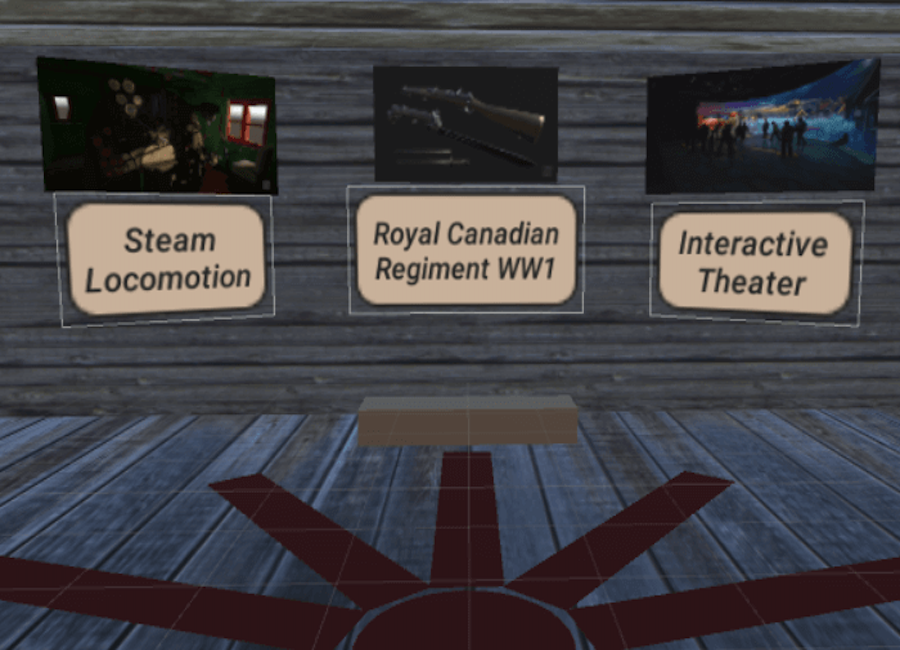 Steam
Locomotion
Royal Canadian
Regiment WW1
Interactive
Theater